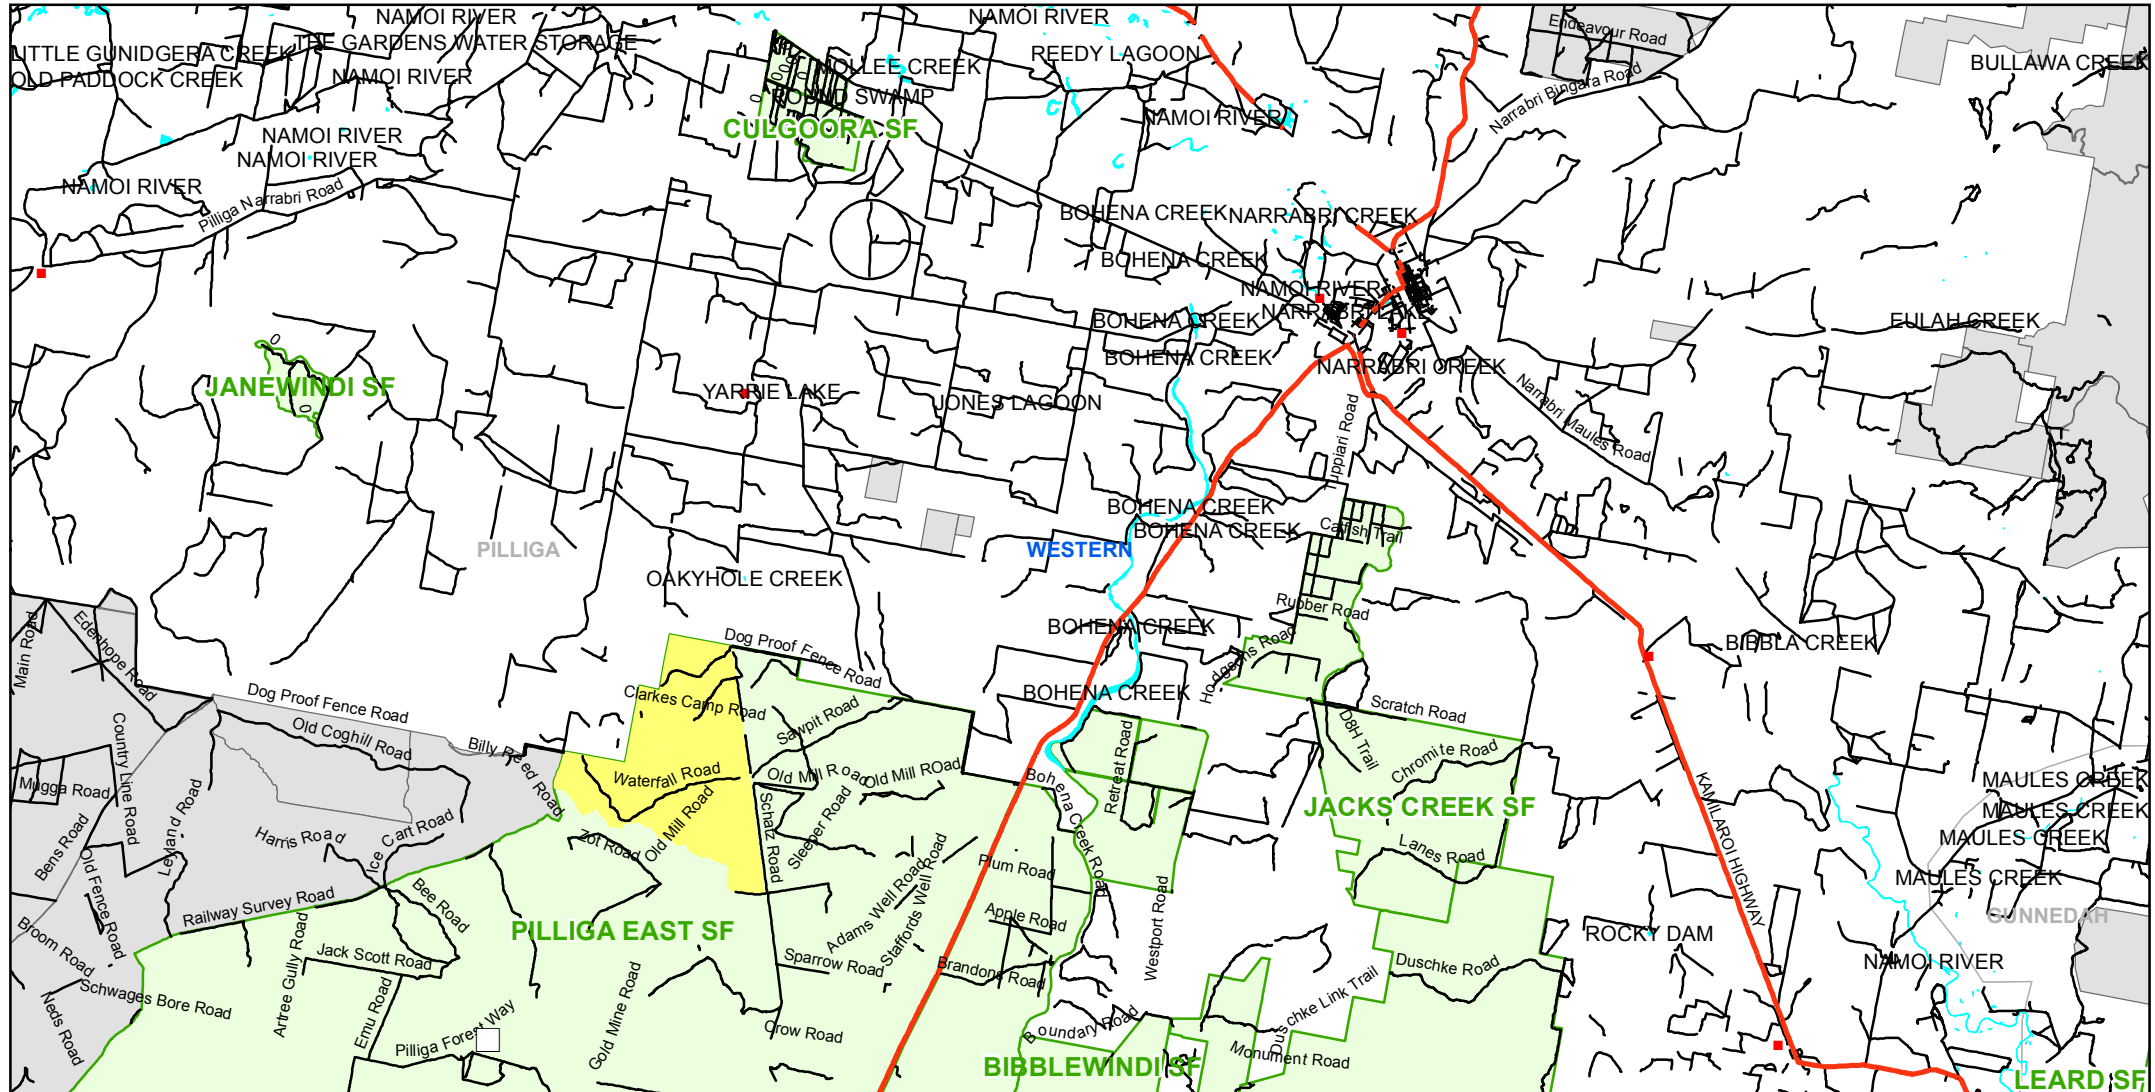 NAMOI RIVER
NAMOI RIVER
Endeavour Road
THE GARDENS WATER STORAGE
LITTLE GUNIDGERA CREEK
REEDY LAGOON
BULLAWA CREEK
MOLLEE CREEK
OLD PADDOCK CREEK
NAMOI RIVER
Narrabri Bingara Road
ROUND SWAMP
0
0
0
NAMOI RIVER
CULGOORA SF
NAMOI RIVER
NAMOI RIVER
NAMOI RIVER
Pilliga Narrabri Road
BOHENA CREEK
NARRABRI CREEK
BOHENA CREEK
NAMOI RIVER
NARRABRI LAKE
BOHENA CREEK
EULAH CREEK
0
BOHENA CREEK
NARRABRI CREEK
JANEWINDI SF
YARRIE LAKE
JONES LAGOON
0
Narrabri Maules Road
Tuppiari Road
BOHENA CREEK
BOHENA CREEK
Catfish Trail
PILLIGA
WESTERN
OAKYHOLE CREEK
Rubber Road
BOHENA CREEK
BIBBLA CREEK
Main Road
Edenhope Road
Dog Proof Fence Road
Hodgsons Road
BOHENA CREEK
Clarkes Camp Road
Dog Proof Fence Road
Scratch Road
Old Coghill Road
Sawpit Road
D8H Trail
Country Line Road
Billy Reed Road
Retreat Road
Chromite Road
Waterfall Road
Old Mill Road
Old Mill ROad
Bohena Creek Road
MAULES CREEK
Mugga Road
KAMILAROI HIGHWAY
JACKS CREEK SF
MAULES CREEK
Leyland Road
Schatz Road
Sleeper Road
Old Mill Road
Harris Road
Ice Cart Road
Zot Road
MAULES CREEK
Bens Road
Lanes Road
Plum Road
MAULES CREEK
Old Fence Road
Railway Survey Road
Bee Road
Adams Well Road
Staffords Well Road
Apple Road
GUNNEDAH
PILLIGA EAST SF
Westport Road
ROCKY DAM
Broom Road
Artree Gully Road
Jack Scott Road
Sparrow Road
Brandons Road
Duschke Road
NAMOI RIVER
Schwages Bore Road
Neds Road
Emu Road
Gold Mine Road
Duschke Link Trail
Pilliga Forest Way
Crow Road
Boundary Road
Monument Road
BIBBLEWINDI SF
LEARD SF